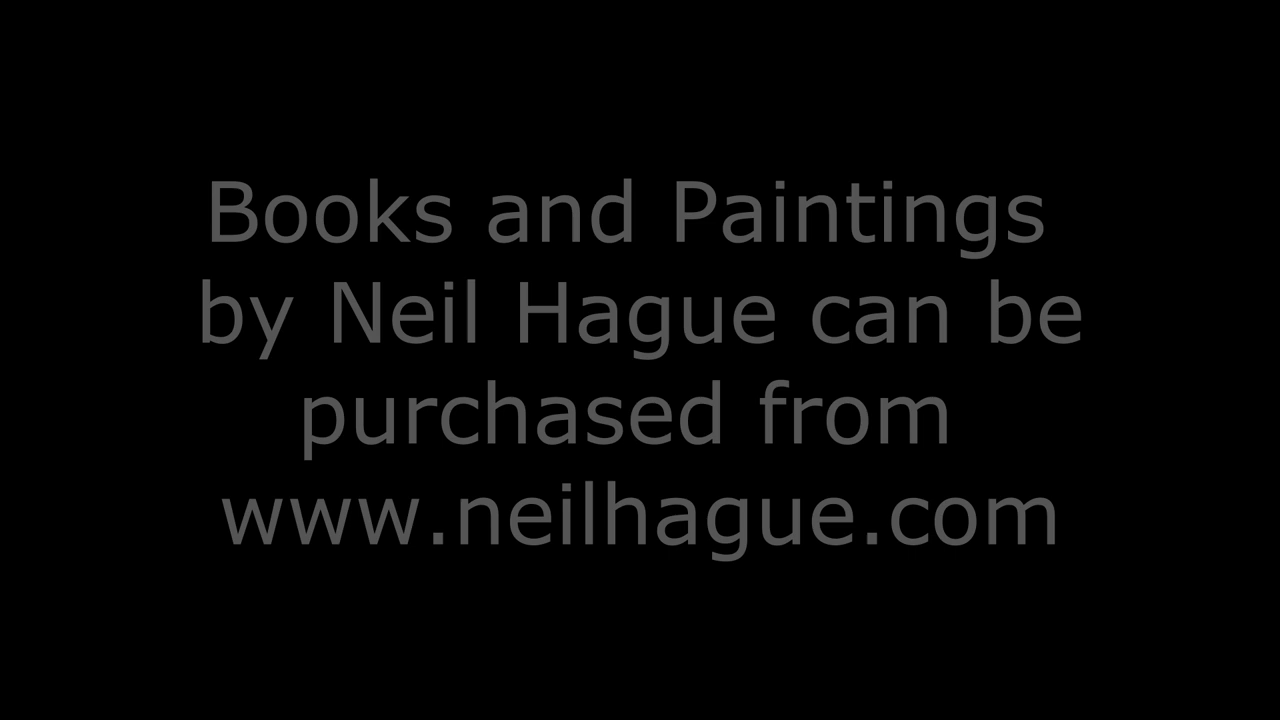 Books and Paintings
by Neil Hague can be
purchased from
www.neilhague.com